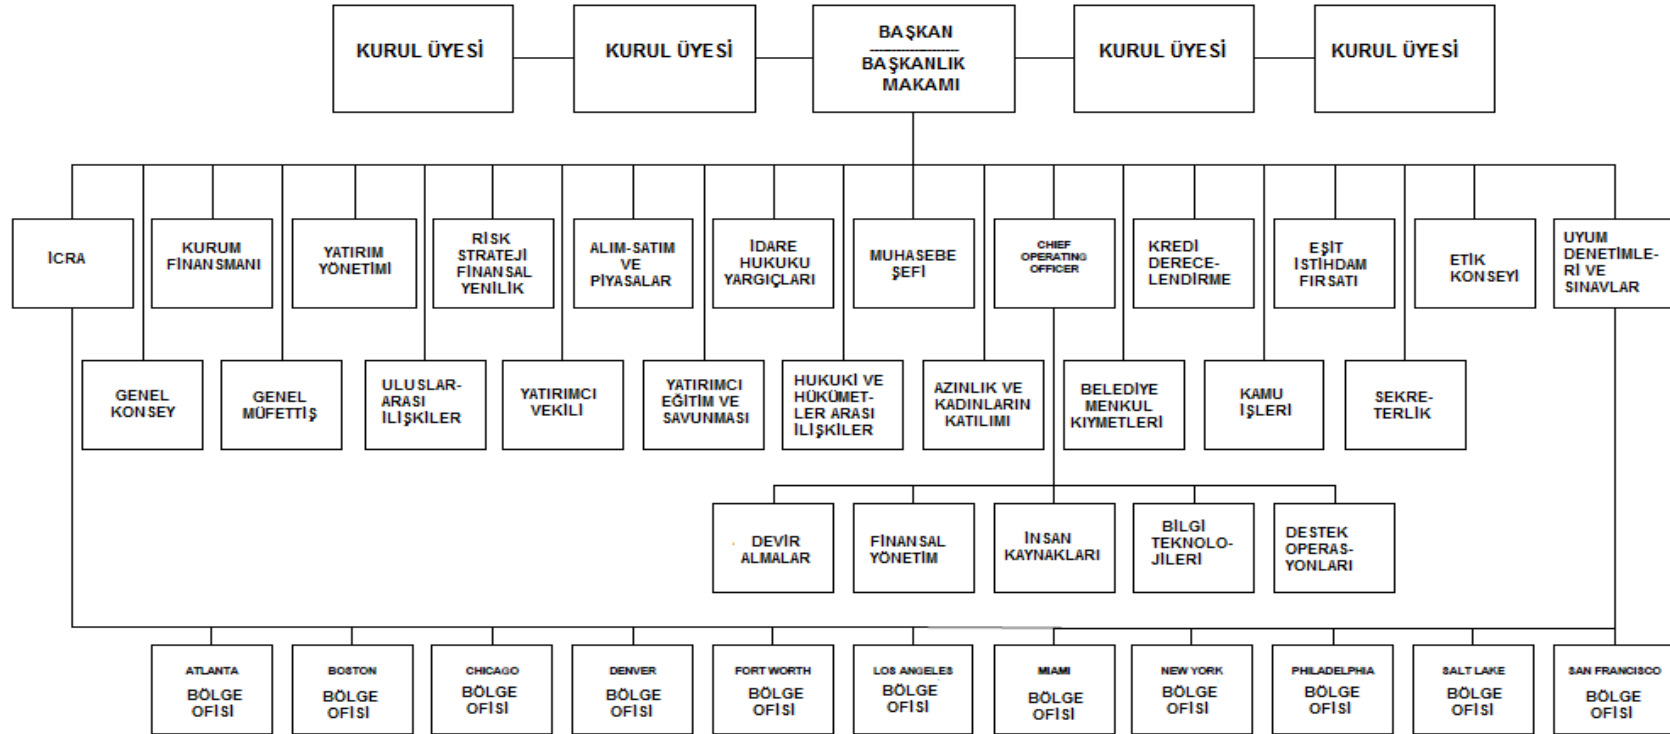 KURUL ÜYESİ
KURUL ÜYESİ
BAŞKAN
--------------------
BAŞKANLIK
MAKAMI
KURUL ÜYESİ
KURUL ÜYESİ
İCRA
KURUM
FİNANSMANI
YATIRIM
YÖNETİMİ
RİSK
STRATEJİ
FİNANSAL
YENİLİK
ALIM-SATIM
VE
PİYASALAR
İDARE
HUKUKU
YARGIÇLARI
MUHASEBE
ŞEFİ
CHIEF
OPERATING
OFFICER
KREDİ
DERECE-
LENDİRME
EŞİT
İSTİHDAM
FIRSATI
ETİK
KONSEYİ
UYUM
DENETİMLE-
Rİ VE
SINAVLAR
GENEL
KONSEY
GENEL
MÜFETTİŞ
ULUSLAR-
ARASI
İLİŞKİLER
YATIRIMCI
VEKİLİ
YATIRIMCI
EĞİTİM VE
SAVUNMASI
HUKUKİ VE
HÜKÜMET-
LER ARASI
İLİŞKİLER
AZINLIK VE
KADINLARIN
KATILIMI
BELEDİYE
MENKUL
KIYMETLERİ
KAMU
İŞLERİ
SEKRE-
TERLİK
DEVİR
ALMALAR
FİNANSAL
YÖNETİM
İNSAN
KAYNAKLARI
BİLGİ
TEKNOLO-
JİLERİ
DESTEK
OPERAS-
YONLARI
ATLANTA
BÖLGE
OFİSİ
BOSTON
BÖLGE
OFİSİ
CHICAGO
BÖLGE
OFİSİ
DENVER
BÖLGE
OFİSİ
FORT WORTH
BÖLGE
OFİSİ
LOS ANGELES
BÖLGE
OFİSİ
MIAMI
BÖLGE
OFİSİ
NEW YORK
BÖLGE
OFİSİ
PHILADELPHIA
BÖLGE
OFİSİ
SALT LAKE
BÖLGE
OFİSİ
SAN FRANCISCO
BÖLGE
OFİSİ